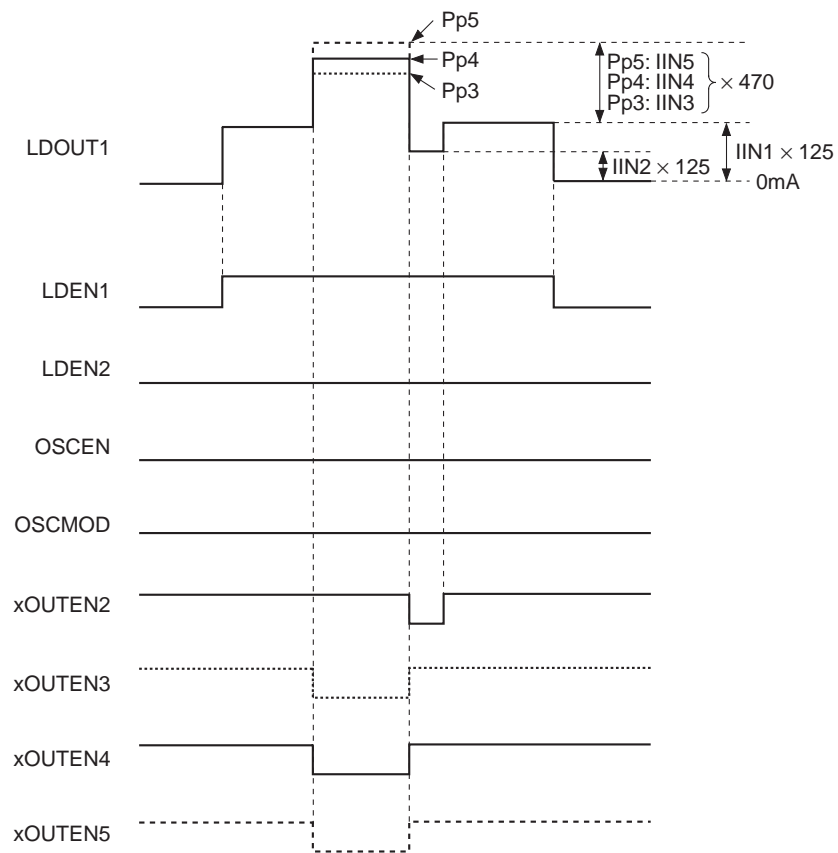 Pp5
Pp4
Pp3
Pp5: IIN5
Pp4: IIN4
Pp3: IIN3
× 470
LDOUT1
IIN1 × 125
IIN2 × 125
0mA
LDEN1
LDEN2
OSCEN
OSCMOD
xOUTEN2
xOUTEN3
xOUTEN4
xOUTEN5